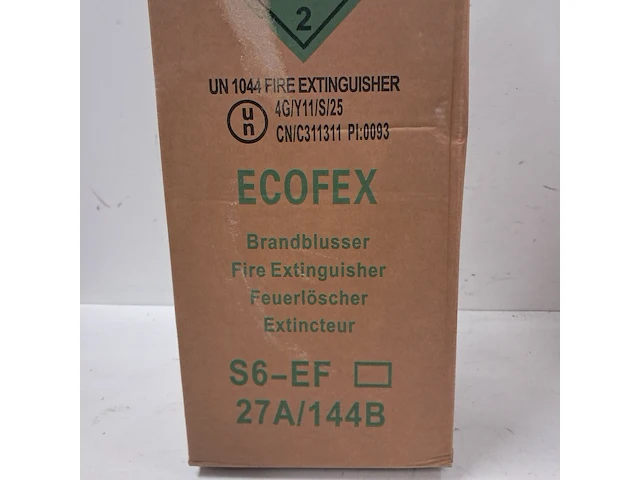 2
UN 1044 FIRE EXTINGUISHER
un
4G/Y11/S/25
CN/C311311 PI:0093
ECOFEX
Brandblusser
Fire Extinguisher
Feuerlöscher
Extincteur
S6-EF
27A/144B